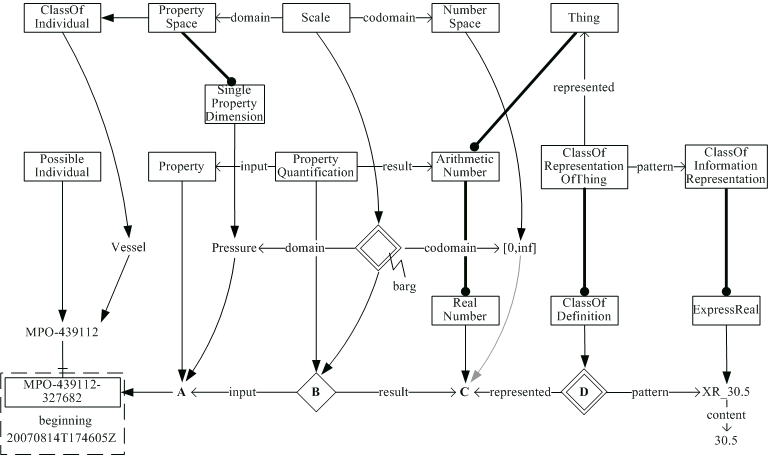 ClassOf
Individual
Property
Space
domain
Scale
codomain
Number
Space
Thing
represented
Single
Property
Dimension
Possible
Individual
Property
input
Property
Quantification
result
Arithmetic
Number
ClassOf
Representation
OfThing
pattern
ClassOf
Information
Representation
Vessel
Pressure
domain
codomain
[0,inf]
barg
MPO-439112
Real
Number
ClassOf
Definition
ExpressReal
MPO-439112-
327682
A
input
B
result
C
represented
D
pattern
XR_30.5
beginning
20070814T174605Z
content
30.5